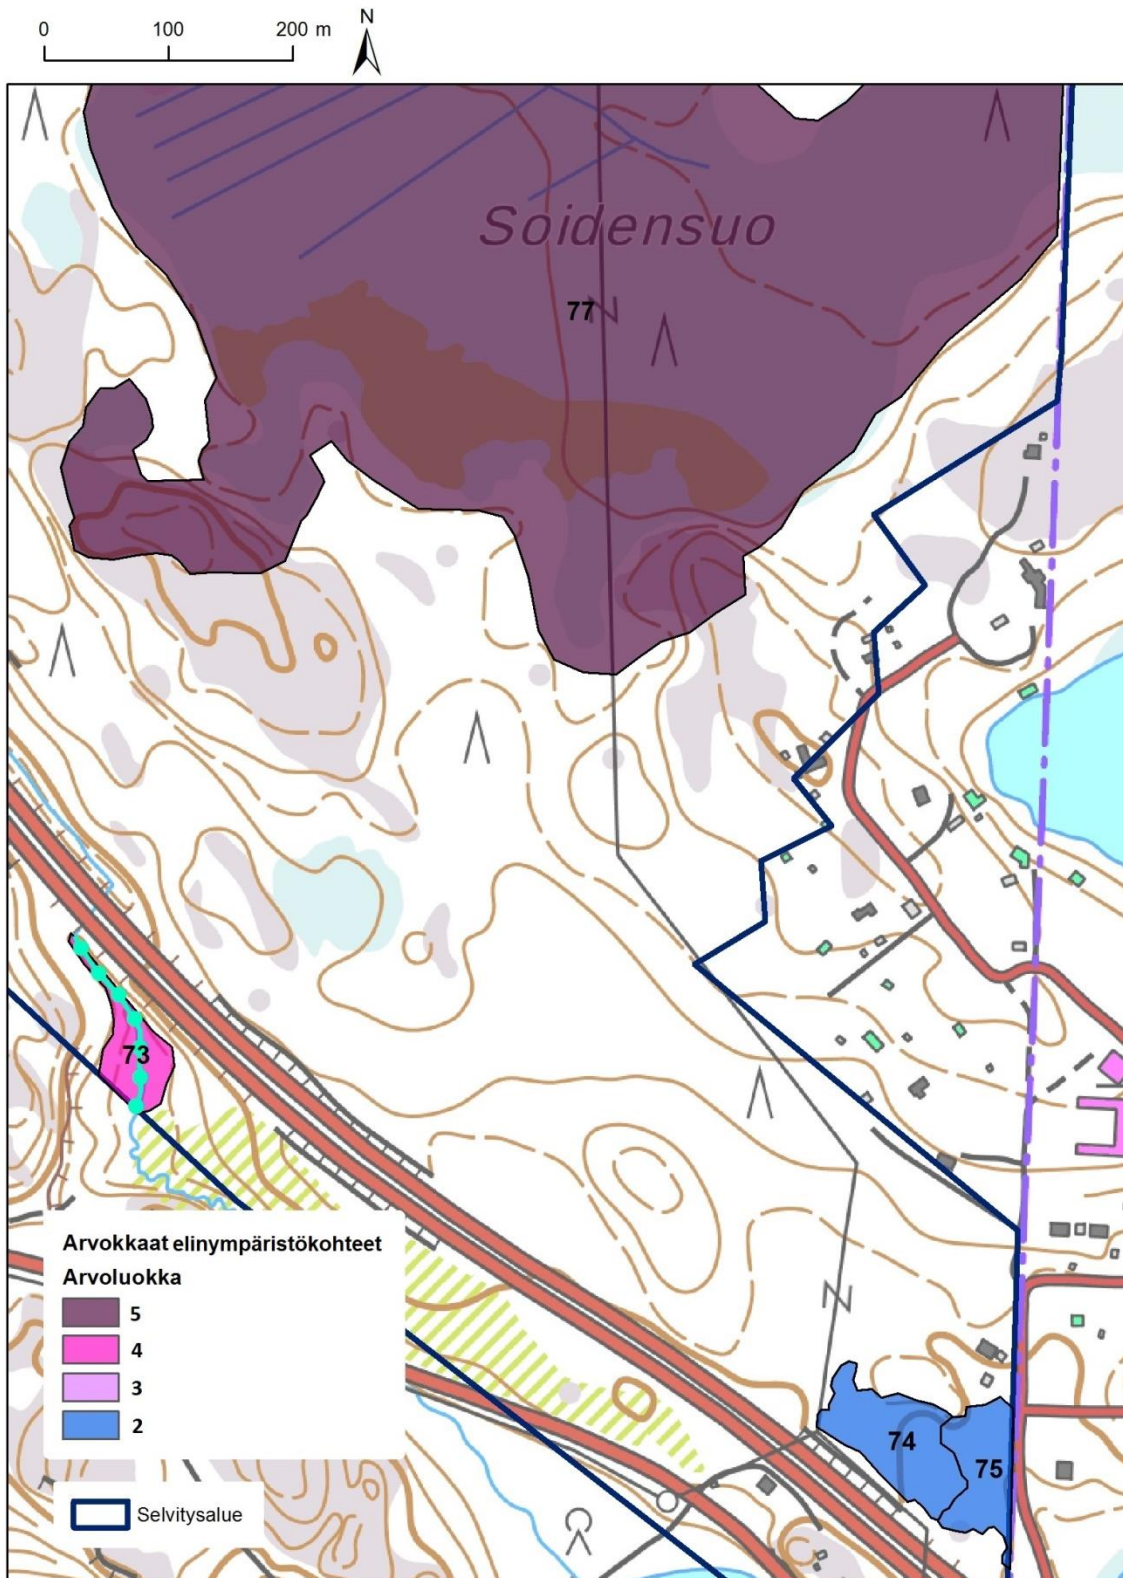 0 100 200 m
N
Soidensuo
77
73
Arvokkaat elinympäristökohteet
Arvoluokka
5
4
3
2
74
75
Selvitysalue